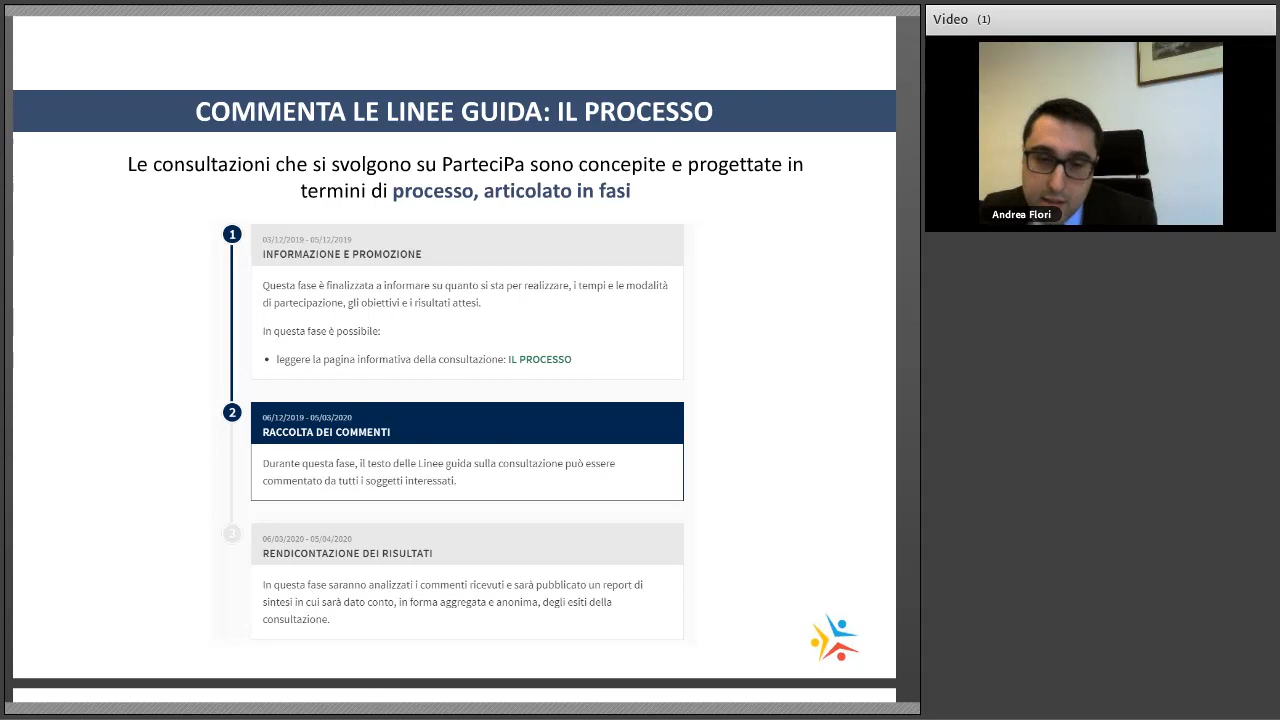 COMMENTA LE LINEE GUIDA: IL PROCESSO
Le consultazioni che si svolgono su ParteciPa sono concepite e progettate in
termini di processo, articolato in fasi
1
03/12/2019 - 05/12/2019
INFORMAZIONE E PROMOZIONE
Questa fase è finalizzata a informare su quanto si sta per realizzare, i tempi e le modalità
di partecipazione, gli obiettivi e i risultati attesi.
In questa fase è possibile:
• leggere la pagina informativa della consultazione: IL PROCESSO
2
06/12/2019 - 05/03/2020
RACCOLTA DEI COMMENTI
Durante questa fase, il testo delle Linee guida sulla consultazione può essere
commentato da tutti i soggetti interessati.
3
06/03/2020 - 05/04/2020
RENDICONTAZIONE DEI RISULTATI
In questa fase saranno analizzati i commenti ricevuti e sarà pubblicato un report di
sintesi in cui sarà dato conto, in forma aggregata e anonima, degli esiti della
consultazione.
Video (1)
Andrea Flori